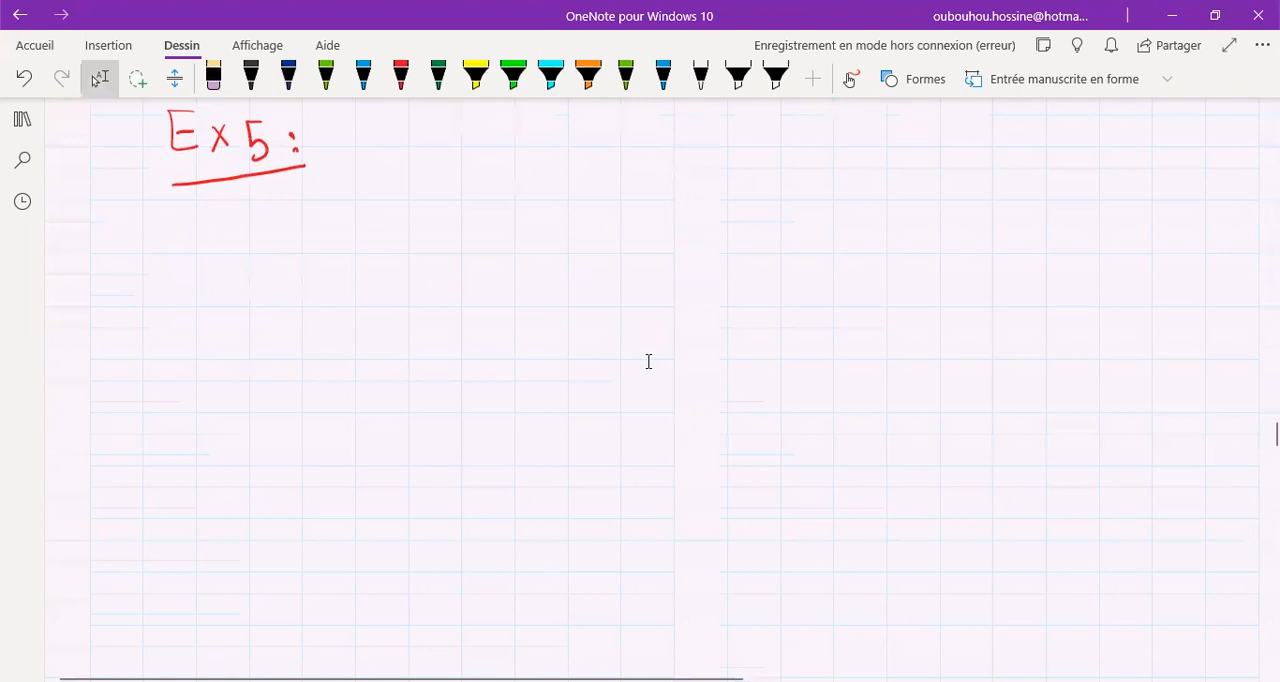 OneNote pour Windows 10
oubouhou.hossine@hotma...
Accueil Insertion Dessin Affichage Aide
Enregistrement en mode hors connexion (erreur)
Partager
Formes
Entrée manuscrite en forme
Ex 5 :